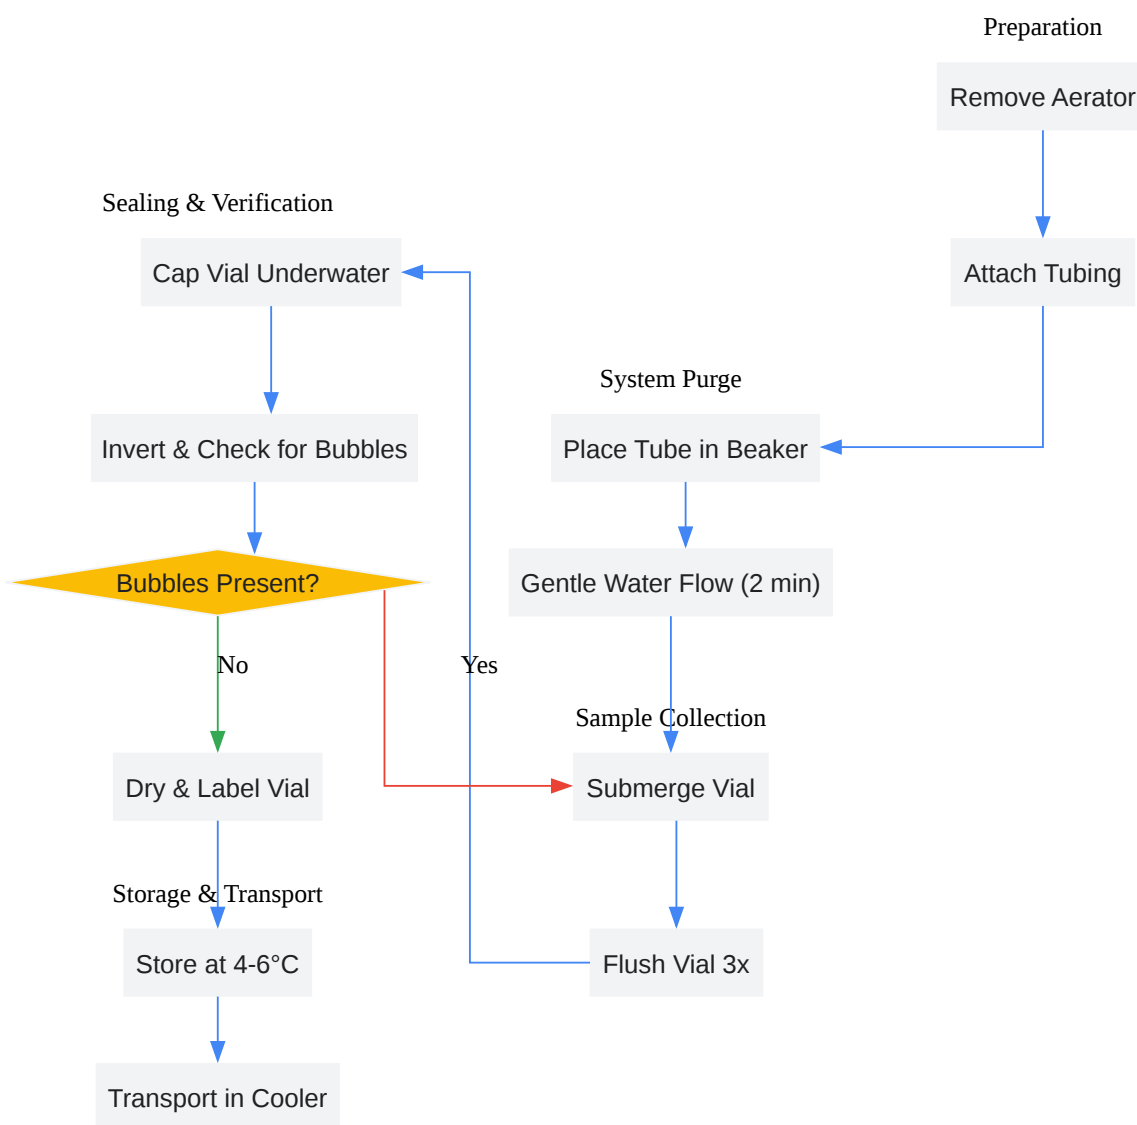 Preparation
Remove Aerator
Attach Tubing
System Purge
Place Tube in Beaker
Gentle Water Flow (2 min)
Sample Collection
Submerge Vial
Flush Vial 3x
Sealing & Verification
Cap Vial Underwater
Invert & Check for Bubbles
Bubbles Present?
No
Yes
Dry & Label Vial
Storage & Transport
Store at 4-6°C
Transport in Cooler